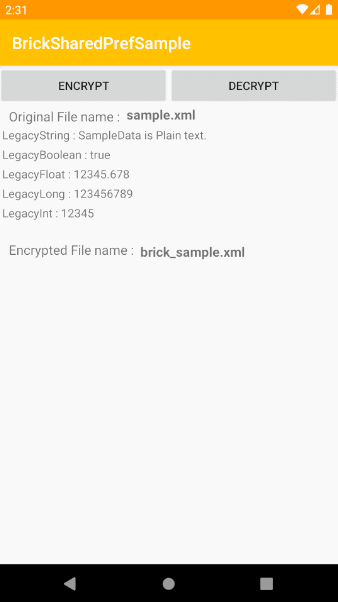 2:31
BrickSharedPrefSample
ENCRYPT DECRYPT
Original File name : sample.xml
LegacyString : SampleData is Plain text.
LegacyBoolean : true
LegacyFloat : 12345.678
LegacyLong : 123456789
LegacyInt : 12345
Encrypted File name : brick_sample.xml